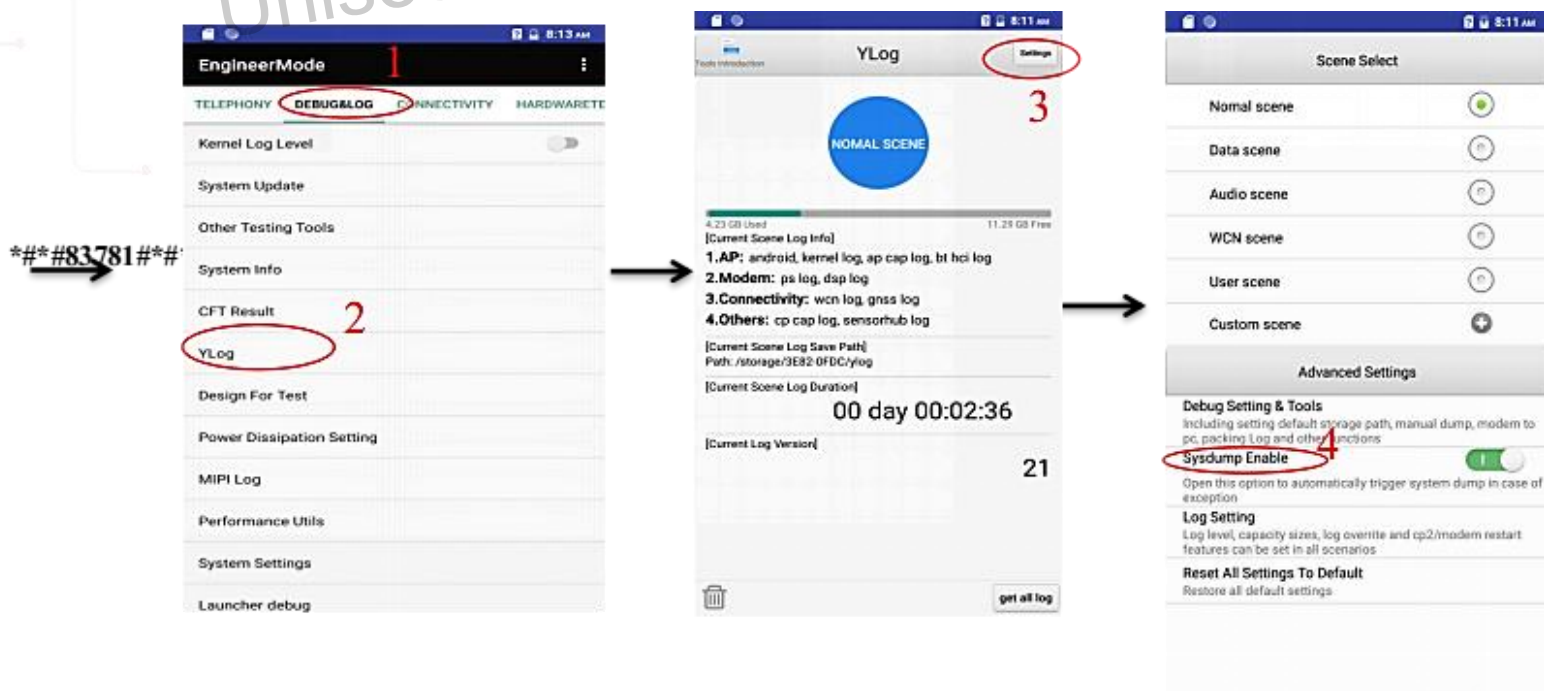 Uniso
*#*#83781#*#*
8:13 AM
EngineerMode
1
TELEPHONY DEBUG&LOG CONNECTIVITY HARDWARETE
Kernel Log Level
System Update
Other Testing Tools
System Info
CFT Result
2
YLog
Design For Test
Power Dissipation Setting
MIPI Log
Performance Utils
System Settings
Launcher debug
8:11 AM
Tools Introduction
YLog
Settings
3
NOMAL SCENE
4.23 GB Used 11.29 GB Free
[Current Scene Log Info]
1.AP: android, kernel log, ap cap log, bt hci log
2.Modem: ps log, dsp log
3.Connectivity: wcn log, gnss log
4.Others: cp cap log, sensorhub log
[Current Scene Log Save Path]
Path: /storage/3E82-0FDC/ylog
[Current Scene Log Duration]
00 day 00:02:36
[Current Log Version]
21
get all log
8:11 AM
Scene Select
Nomal scene
Data scene
Audio scene
WCN scene
User scene
Custom scene
Advanced Settings
Debug Setting & Tools
Including setting default storage path, manual dump, modem to
pc, packing Log and other functions
4
Sysdump Enable
Open this option to automatically trigger system dump in case of
exception
Log Setting
Log level, capacity sizes, log overrite and cp2/modem restart
features can be set in all scenarios
Reset All Settings To Default
Restore all default settings